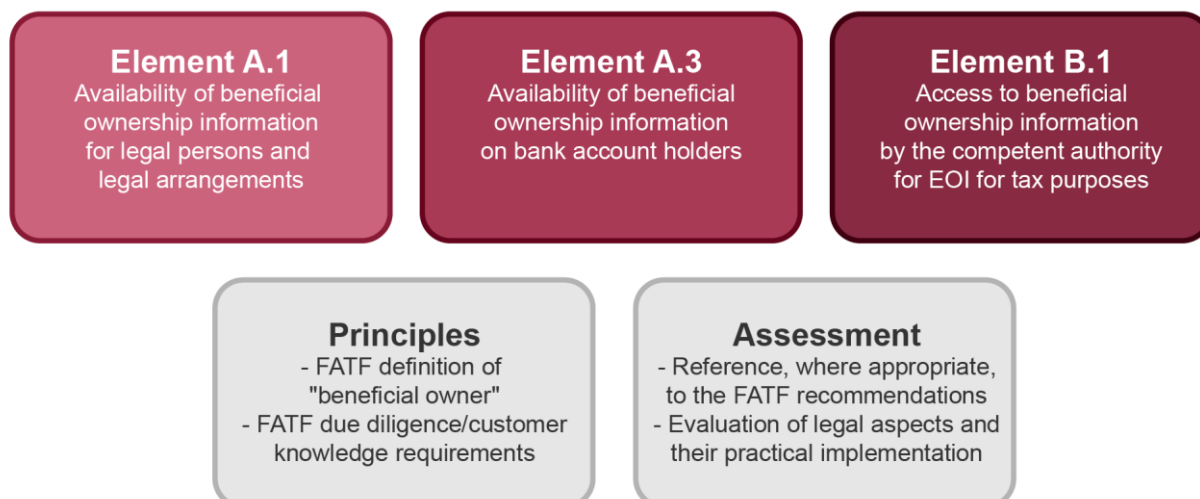 Element A.1
Availability of beneficial
ownership information
for legal persons and
legal arrangements
Element A.3
Availability of beneficial
ownership information
on bank account holders
Element B.1
Access to beneficial
ownership information
by the competent authority
for EOI for tax purposes
Principles
- FATF definition of
"beneficial owner"
- FATF due diligence/customer
knowledge requirements
Assessment
- Reference, where appropriate,
to the FATF recommendations
- Evaluation of legal aspects and
their practical implementation